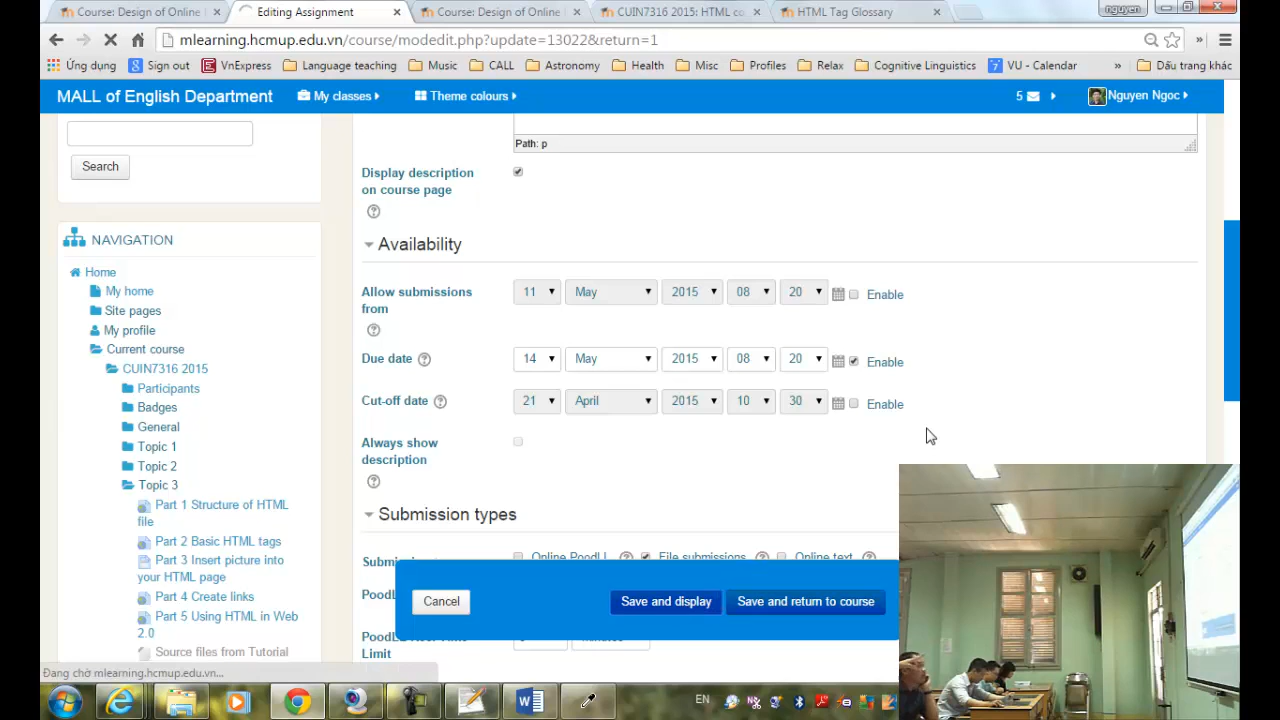 Course: Design of Online
Editing Assignment
Course: Design of Online
CUIN7316 2015: HTML co
HTML Tag Glossary
nguyen
mlearning.hcmup.edu.vn/course/modedit.php?update=13022&return=1
Ứng dụng
Sign out
VnExpress
Language teaching
Music
CALL
Astronomy
Health
Misc
Profiles
Relax
Cognitive Linguistics
7 VU - Calendar
»
Dấu trang khác
MALL of English Department
My classes
Theme colours
5
Nguyen Ngoc
Path: p
Search
Display description
on course page
NAVIGATION
Availability
Home
My home
Site pages
My profile
Current course
CUIN7316 2015
Participants
Badges
General
Topic 1
Topic 2
Topic 3
Part 1 Structure of HTML
file
Part 2 Basic HTML tags
Part 3 Insert picture into
your HTML page
Part 4 Create links
Part 5 Using HTML in Web
2.0
Source files from Tutorial
Allow submissions
from
11 May 2015 08 20 Enable
Due date 14 May 2015 08 20 Enable
Cut-off date 21 April 2015 10 30 Enable
Always show
description
Submission types
Online PoodLL File submissions Online text
Cancel
Save and display
Save and return to course
Limit
Đang chờ mlearning.hcmup.edu.vn...
EN